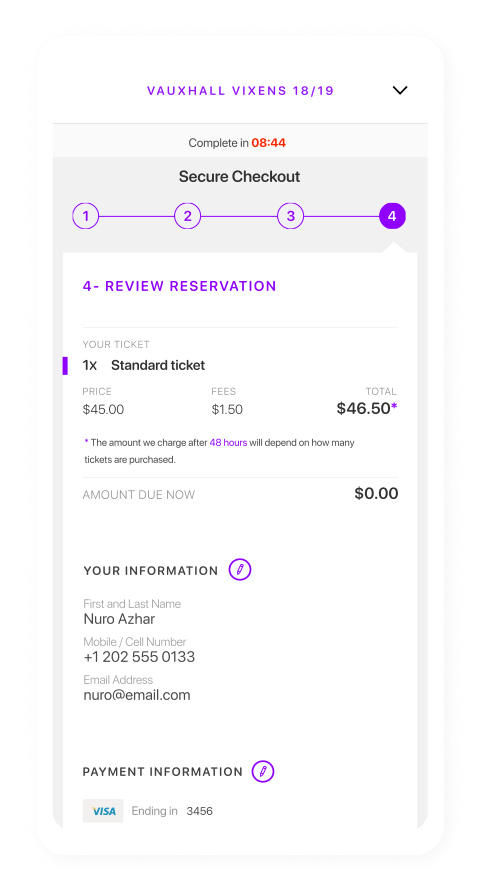 VAUXHALL VIXENS 18/19
Complete in 08:44
Secure Checkout
1 2 3 4
4- REVIEW RESERVATION
YOUR TICKET
1x Standard ticket
PRICE FEES TOTAL
$45.00 $1.50 $46.50*
* The amount we charge after 48 hours will depend on how many
tickets are purchased.
AMOUNT DUE NOW $0.00
YOUR INFORMATION
First and Last Name
Nuro Azhar
Mobile / Cell Number
+1 202 555 0133
Email Address
nuro@email.com
PAYMENT INFORMATION
VISA Ending in 3456